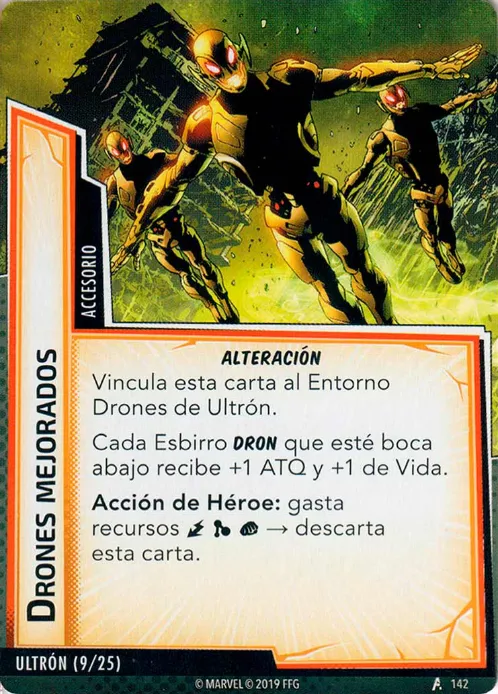 ACCESORIO
DRONES MEJORADOS
ALTERACIÓN
Vincula esta carta al Entorno
Drones de Ultrón.
Cada Esbirro DRON que esté boca
abajo recibe +1 ATQ y +1 de Vida.
Acción de Héroe: gasta
recursos → descarta
esta carta.
ULTRÓN (9/25)
© MARVEL © 2019 FFG
142